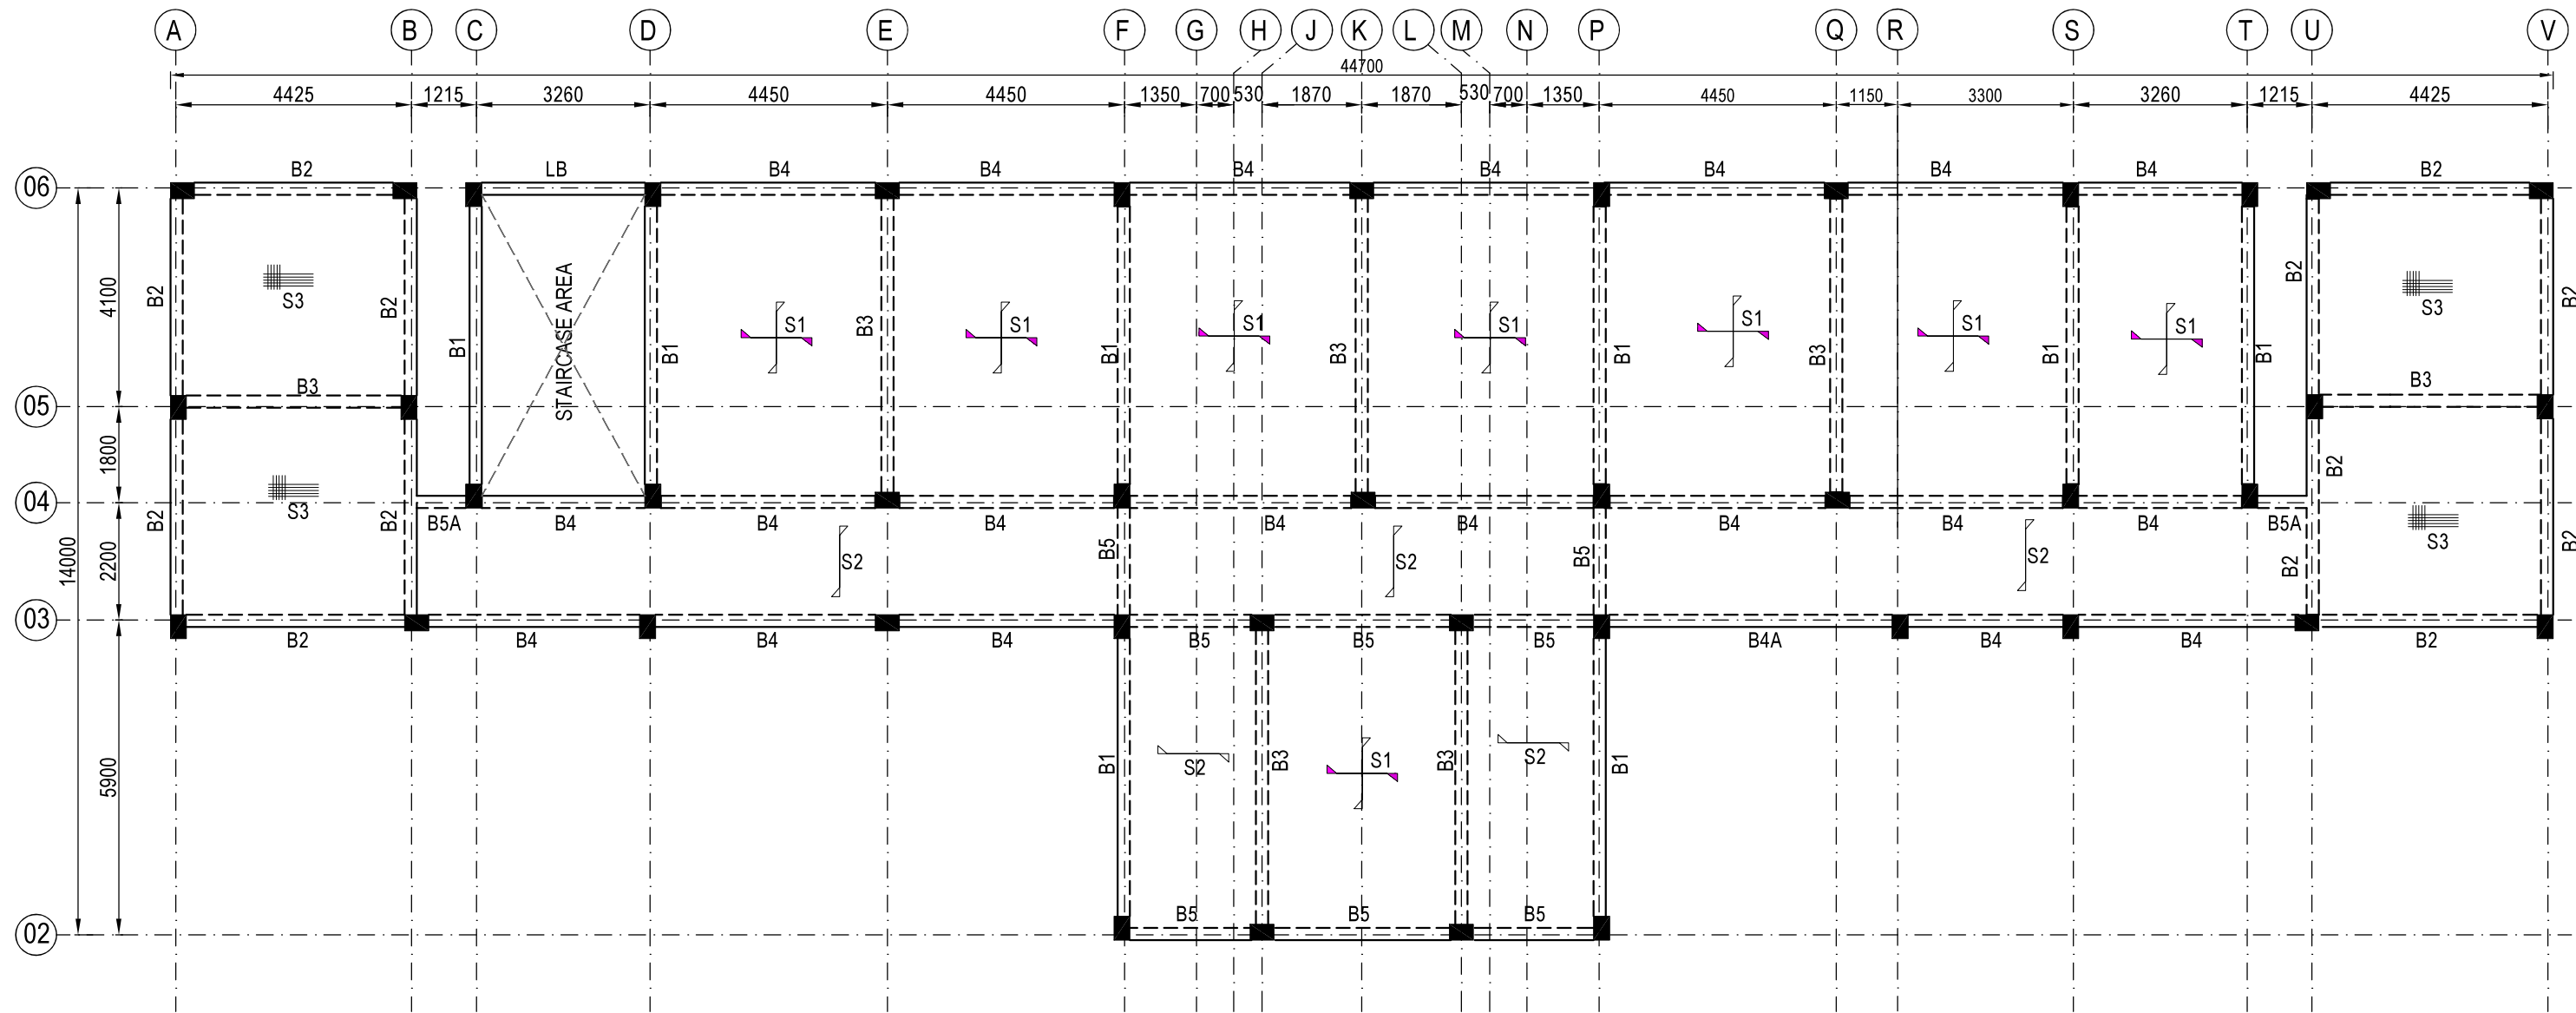 A B C D E F G H J K L M N P Q R S T U V
44700
4425 1215 3260 4450 4450 1350 700 530 1870 1870 530 700 1350 4450 1150 3300 3260 1215 4425
B2 LB B4 B4 B4 B4 B4 B4 B4 B2
06
4100
B2 S3 B2 B1 STAIRCASE AREA B1 S1 B3 S1 B1 S1 B3 S1 B1 S1 B3 S1 B1 S1 B1 B2 S3 B2
B3 B3
05
1800
B2 S3 B2 B2 S3 B2
04
B5A B4 B4 B4 B4 B4 B4 B4 B4 B5A
14000
2200
S2 B5 S2 B5 S2 B2
03
B2 B4 B4 B4 B5 B5 B5 B4A B4 B4 B2
5900
B1 S2 B3 S1 B3 S2 B1
B5 B5 B5
02